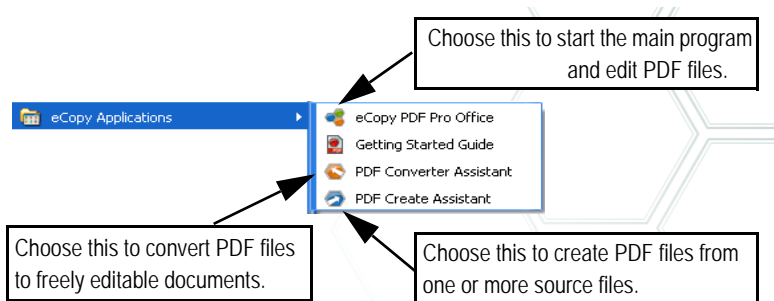 Choose this to start the main program
and edit PDF files.
eCopy Applications
eCopy PDF Pro Office
Getting Started Guide
PDF Converter Assistant
PDF Create Assistant
Choose this to convert PDF files
to freely editable documents.
Choose this to create PDF files from
one or more source files.